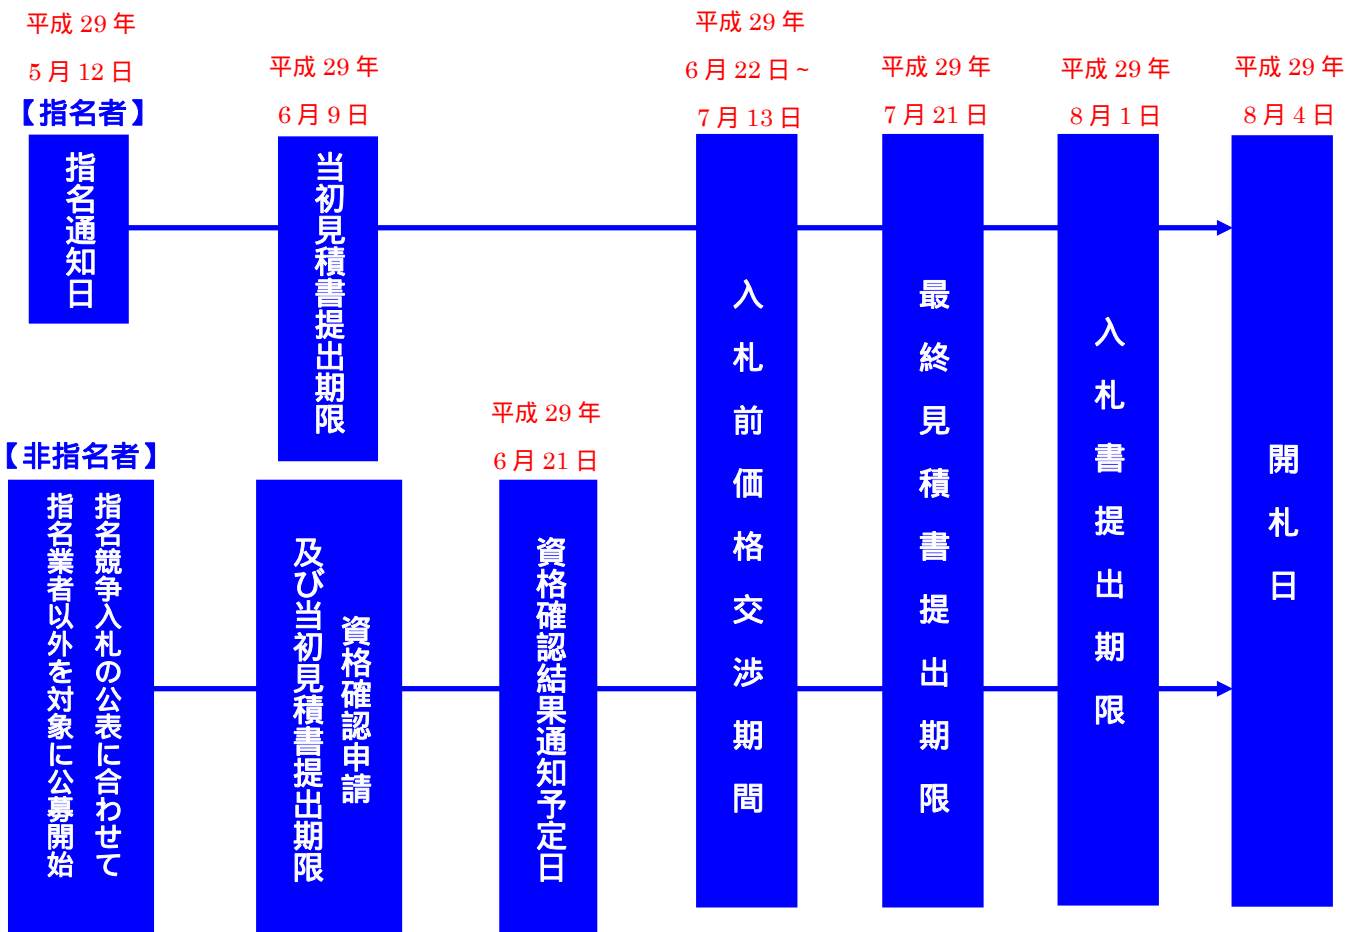 平成 29 年
5 月 12 日
【指名者】
指名通知日
平成 29 年
6 月 9 日
当初見積書提出期限
平成 29 年
6 月 22 日~
7 月 13 日
入札前価格交渉期間
平成 29 年
7 月 21 日
最終見積書提出期限
平成 29 年
8 月 1 日
入札書提出期限
平成 29 年
8 月 4 日
開札日
【非指名者】
指名競争入札の公表に合わせて
指名業者以外を対象に公募開始
資格確認申請
及び当初見積書提出期限
平成 29 年
6 月 21 日
資格確認結果通知予定日